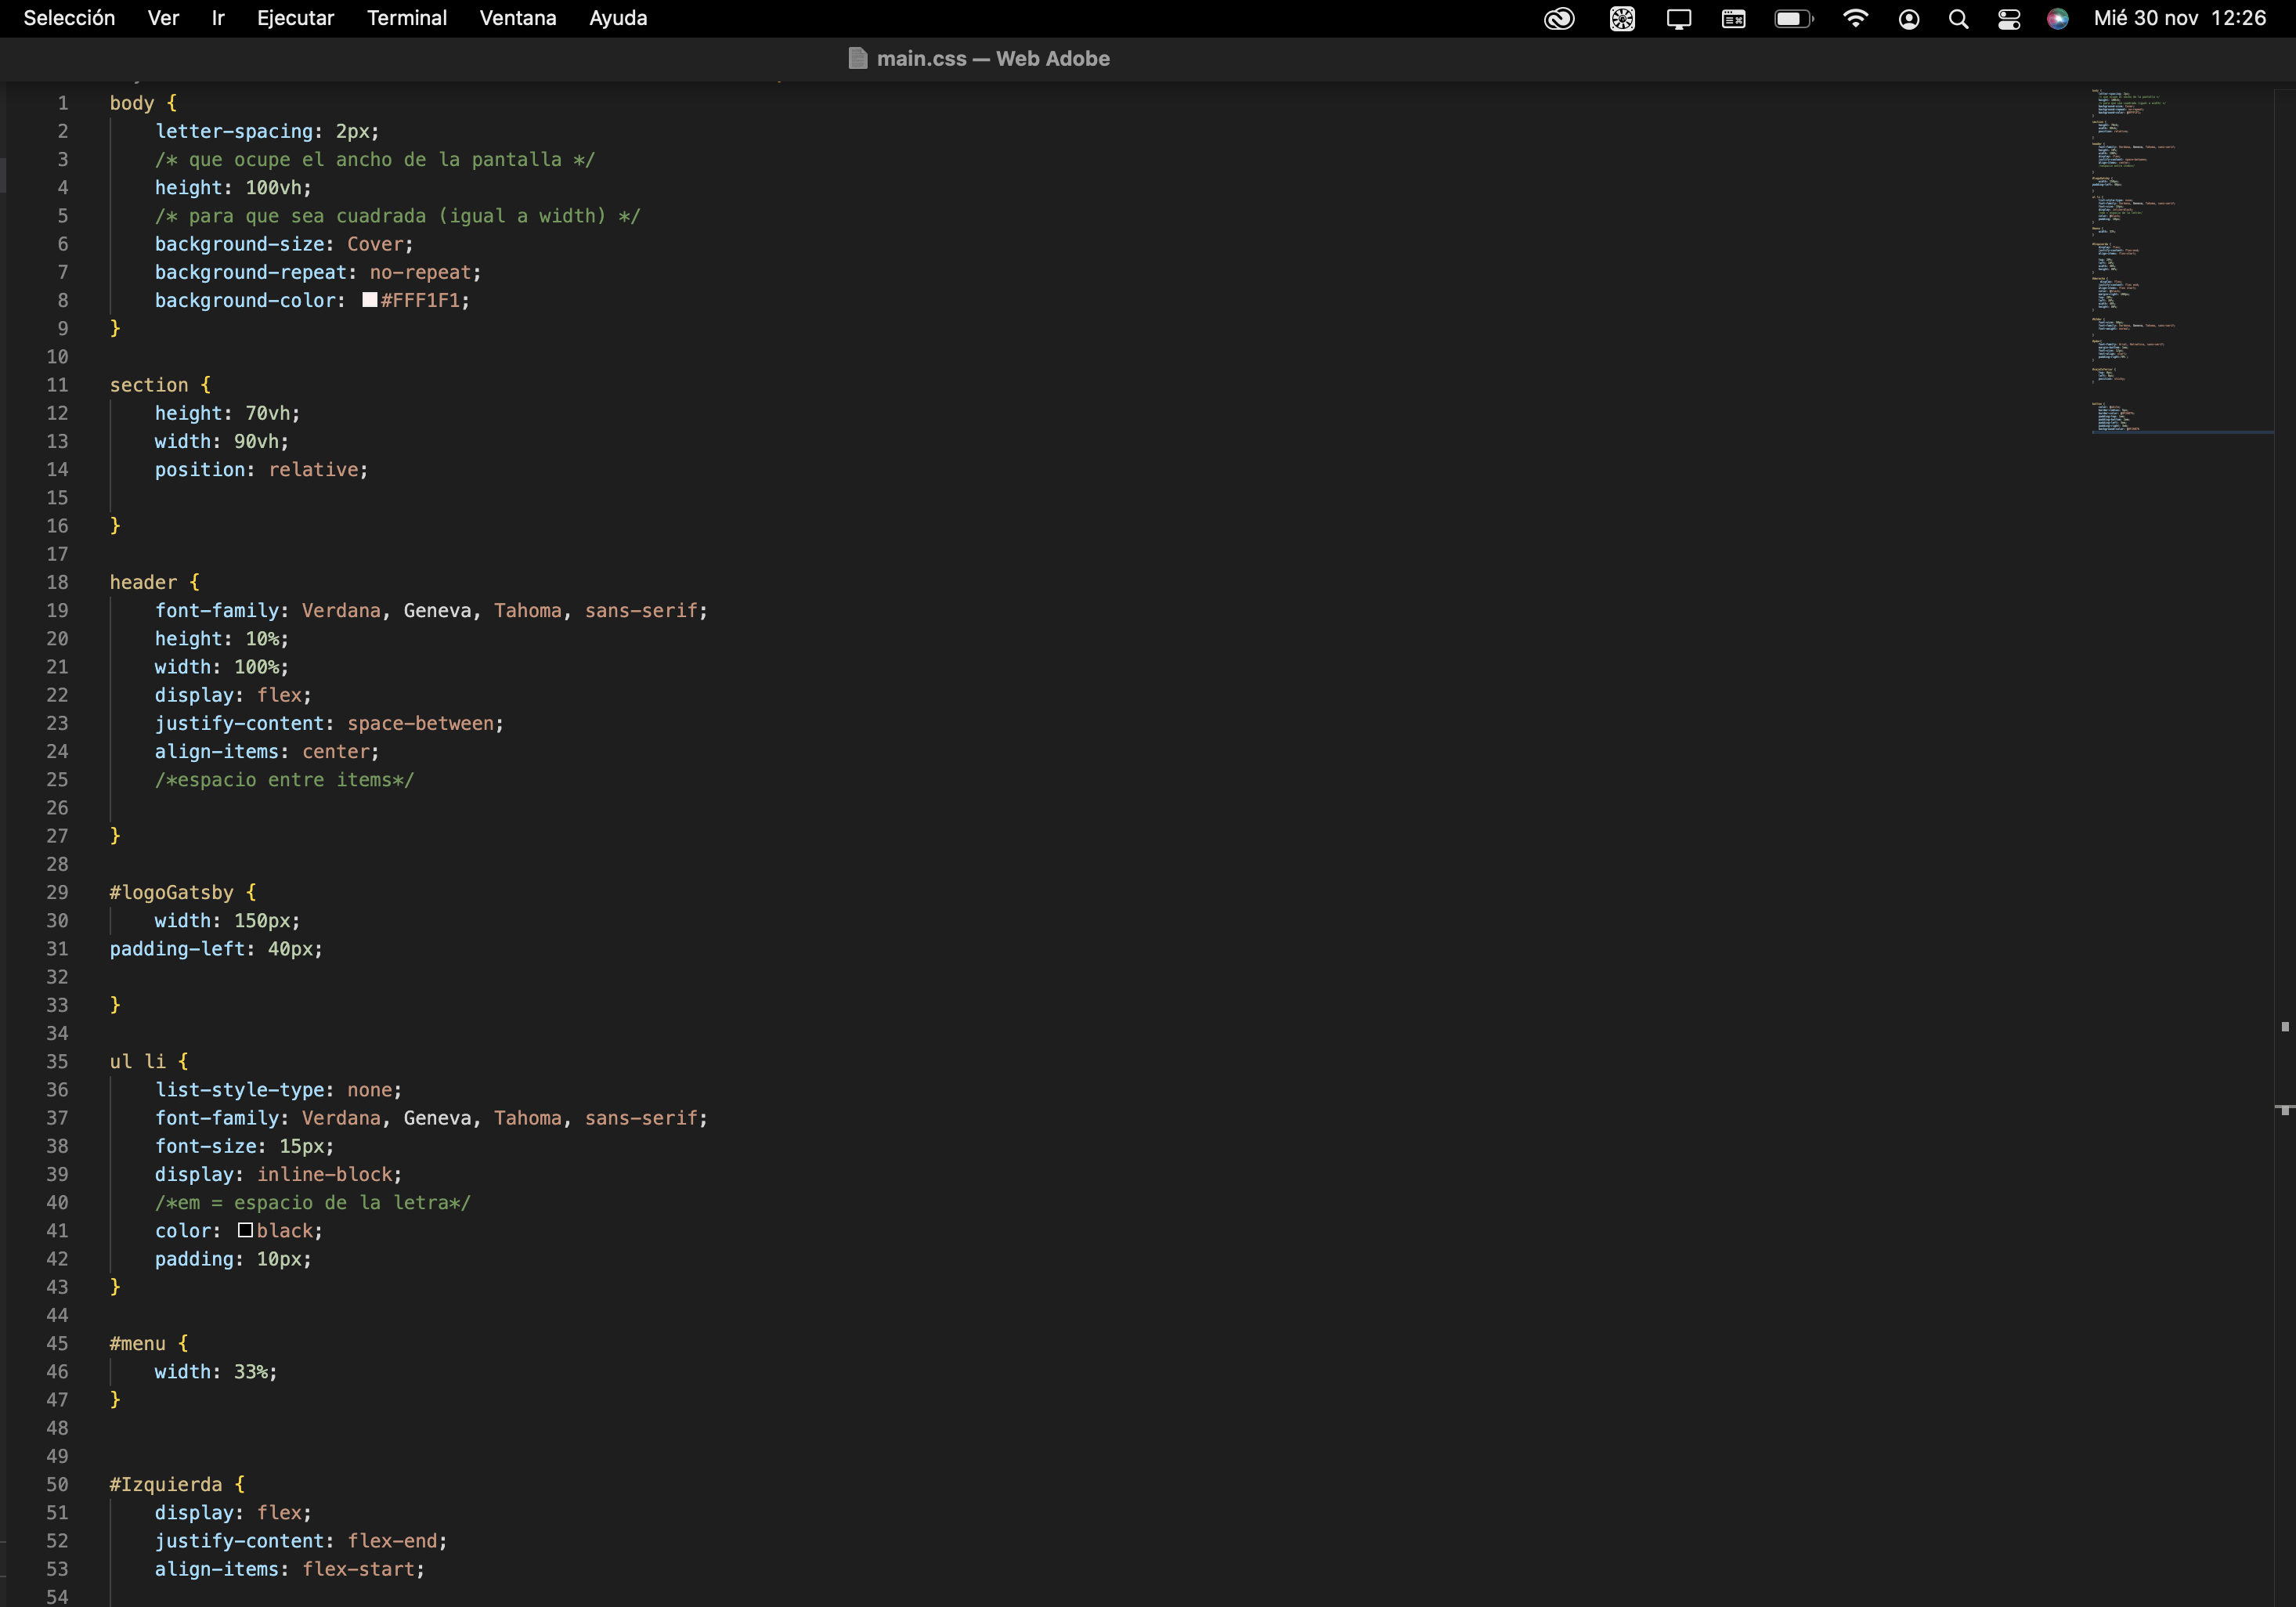 Selección Ver Ir Ejecutar Terminal Ventana Ayuda Mié 30 nov 12:26
main.css — Web Adobe
1 body {
2 letter-spacing: 2px;
3 /* que ocupe el ancho de la pantalla */
4 height: 100vh;
5 /* para que sea cuadrada (igual a width) */
6 background-size: Cover;
7 background-repeat: no-repeat;
8 background-color: #FFF1F1;
9 }
10
11 section {
12 height: 70vh;
13 width: 90vh;
14 position: relative;
15
16 }
17
18 header {
19 font-family: Verdana, Geneva, Tahoma, sans-serif;
20 height: 10%;
21 width: 100%;
22 display: flex;
23 justify-content: space-between;
24 align-items: center;
25 /*espacio entre items*/
26
27 }
28
29 #logoGatsby {
30 width: 150px;
31 padding-left: 40px;
32
33 }
34
35 ul li {
36 list-style-type: none;
37 font-family: Verdana, Geneva, Tahoma, sans-serif;
38 font-size: 15px;
39 display: inline-block;
40 /*em = espacio de la letra*/
41 color: black;
42 padding: 10px;
43 }
44
45 #menu {
46 width: 33%;
47 }
48
49
50 #Izquierda {
51 display: flex;
52 justify-content: flex-end;
53 align-items: flex-start;
54